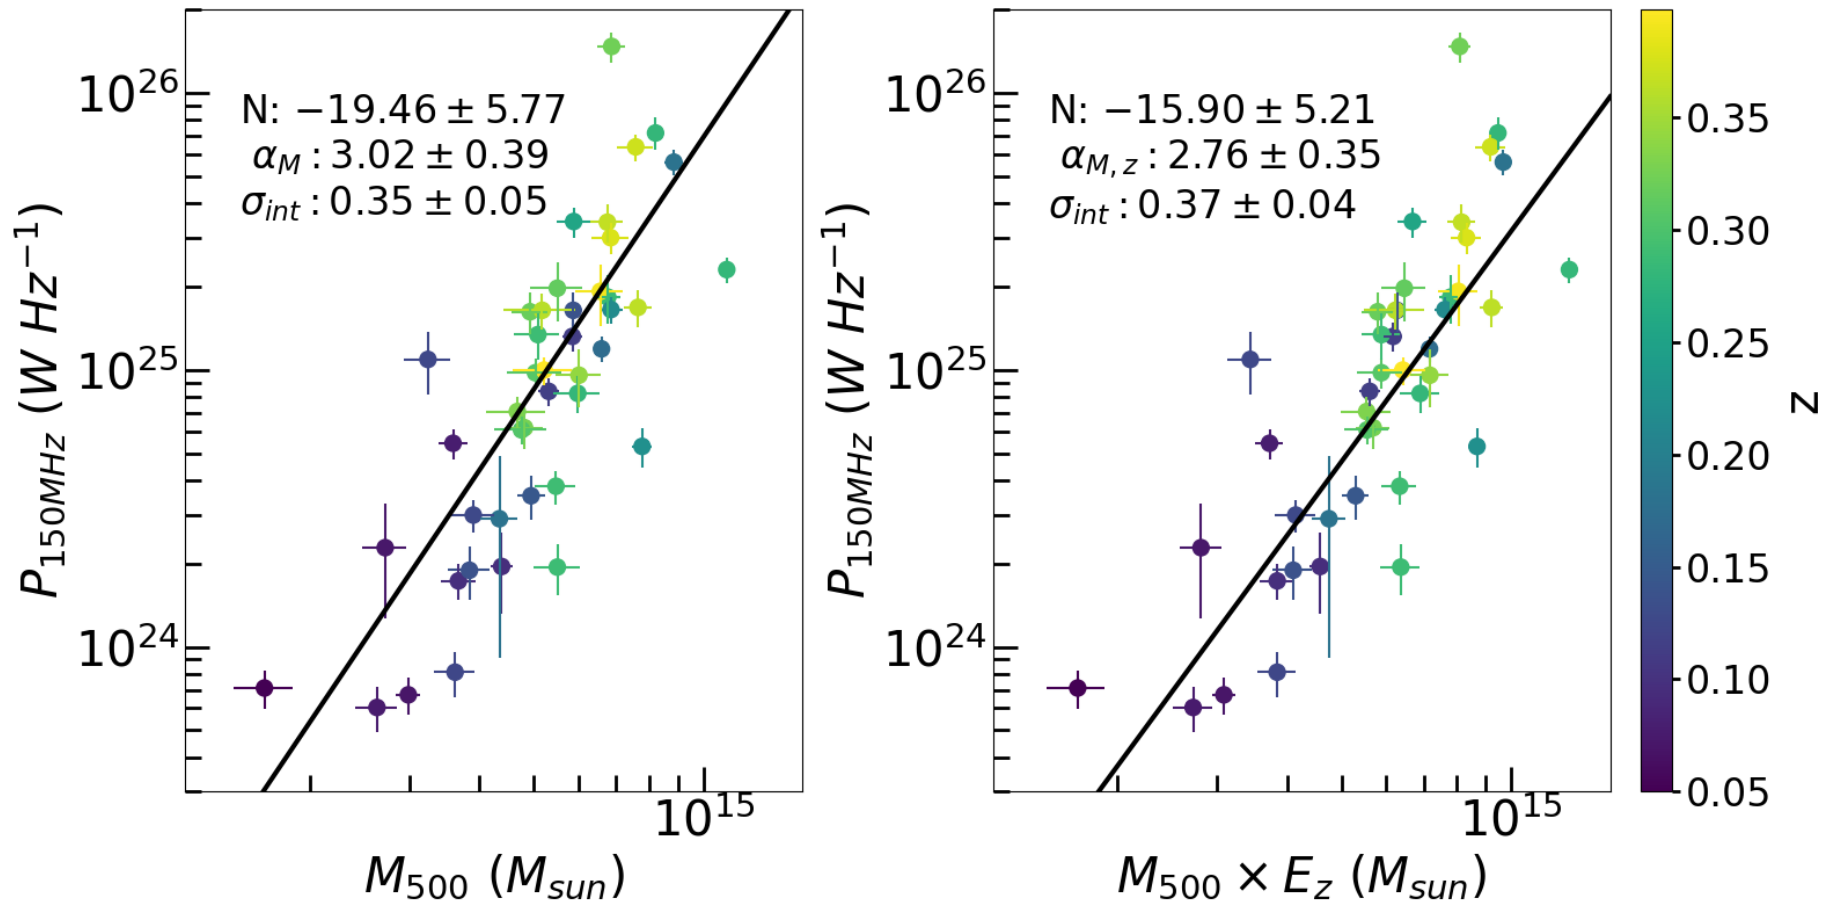 10^26
10^25
10^24
P_150MHz (W Hz^−1)
N: −19.46 ± 5.77
α_M : 3.02 ± 0.39
σ_int : 0.35 ± 0.05
10^15
M_500 (M_sun)
10^26
10^25
10^24
P_150MHz (W Hz^−1)
N: −15.90 ± 5.21
α_M, z : 2.76 ± 0.35
σ_int : 0.37 ± 0.04
10^15
M_500 × E_z (M_sun)
0.35
0.30
0.25
0.20
0.15
0.10
0.05
z